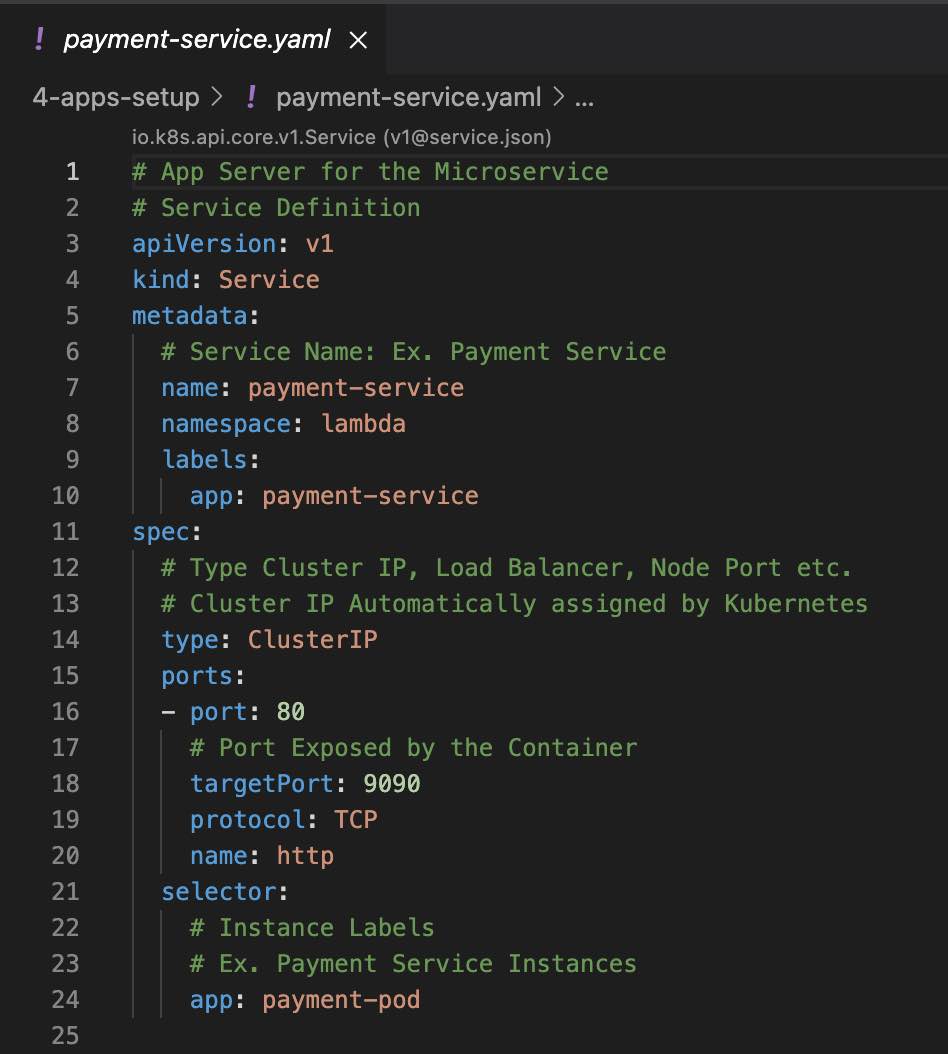 ! payment-service.yaml ×
4-apps-setup > ! payment-service.yaml > ...
io.k8s.api.core.v1.Service (v1@service.json)
1 # App Server for the Microservice
2 # Service Definition
3 apiVersion: v1
4 kind: Service
5 metadata:
6   # Service Name: Ex. Payment Service
7   name: payment-service
8   namespace: lambda
9   labels:
10     app: payment-service
11 spec:
12   # Type Cluster IP, Load Balancer, Node Port etc.
13   # Cluster IP Automatically assigned by Kubernetes
14   type: ClusterIP
15   ports:
16   - port: 80
17     # Port Exposed by the Container
18     targetPort: 9090
19     protocol: TCP
20     name: http
21   selector:
22     # Instance Labels
23     # Ex. Payment Service Instances
24     app: payment-pod
25